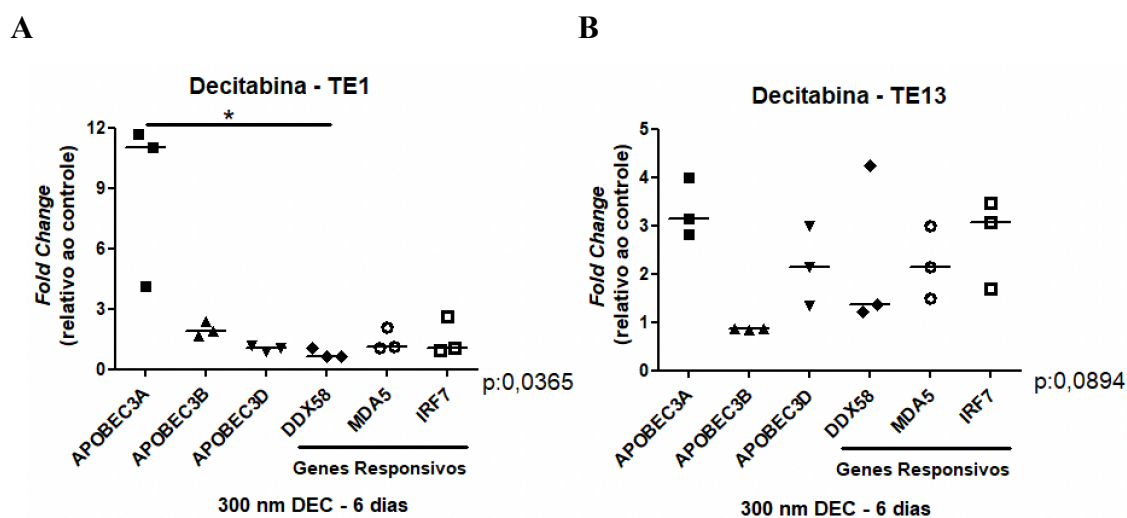 A
Decitabina - TE1
*
Fold Change
(relativo ao controle)
12
9
6
3
0
APOBEC3A
APOBEC3B
APOBEC3D
DDX58
MDA5
IRF7
p:0,0365
Genes Responsivos
300 nm DEC - 6 dias
B
Decitabina - TE13
Fold Change
(relativo ao controle)
5
4
3
2
1
0
APOBEC3A
APOBEC3B
APOBEC3D
DDX58
MDA5
IRF7
p:0,0894
Genes Responsivos
300 nm DEC - 6 dias